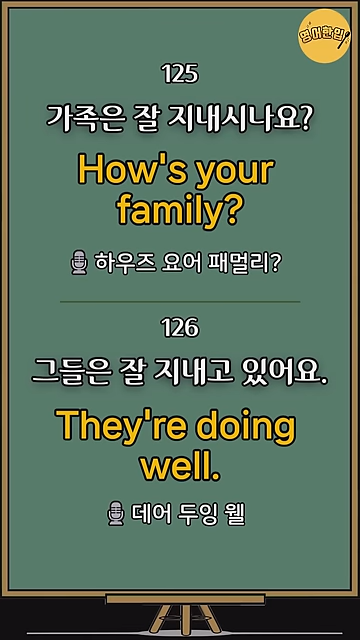 영어한입
125
가족은 잘 지내시나요?
How's your
family?
하우즈 요어 패멀리?
126
그들은 잘 지내고 있어요.
They're doing
well.
데어 두잉 웰